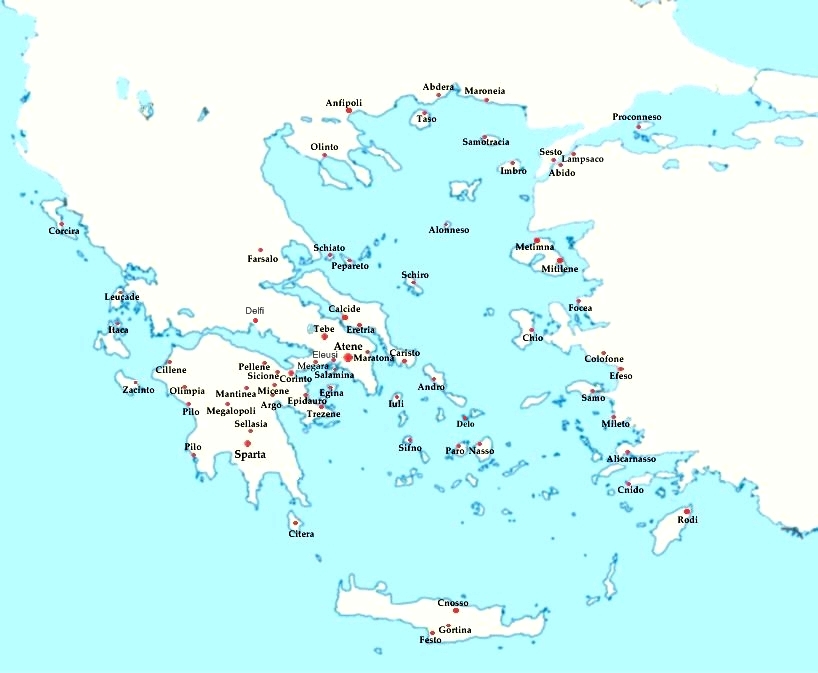 Abdera
Maroneia
Anfipoli
Taso
Proconneso
Olinto
Samotracia
Sesto
Lampsaco
Imbro
Abido
Corcira
Alonneso
Metimna
Schiato
Farsalo
Pepareto
Mitilene
Schiro
Leucade
Focea
Delfi
Calcide
Itaca
Tebe
Eretria
Chio
Atene
Eleusi
Maratona
Caristo
Colofone
Cillene
Pellene
Megara
Sicione
Corinto
Salamina
Efeso
Zacinto
Olimpia
Mantinea
Micene
Egina
Andro
Samo
Epidauro
Iuli
Argo
Pilo
Megalopoli
Trezene
Sellasia
Delo
Mileto
Pilo
Sparta
Sifno
Paro
Nasso
Alicarnasso
Cnido
Rodi
Citera
Cnosso
Gortina
Festo